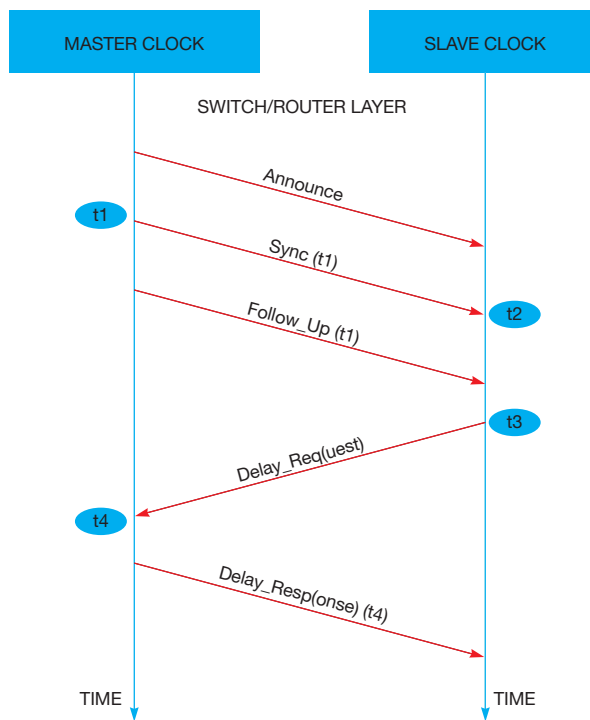 MASTER CLOCK
SLAVE CLOCK
SWITCH/ROUTER LAYER
Announce
t1
Sync (t1)
t2
Follow_Up (t1)
t3
Delay_Req(uest)
t4
Delay_Resp(onse) (t4)
TIME
TIME